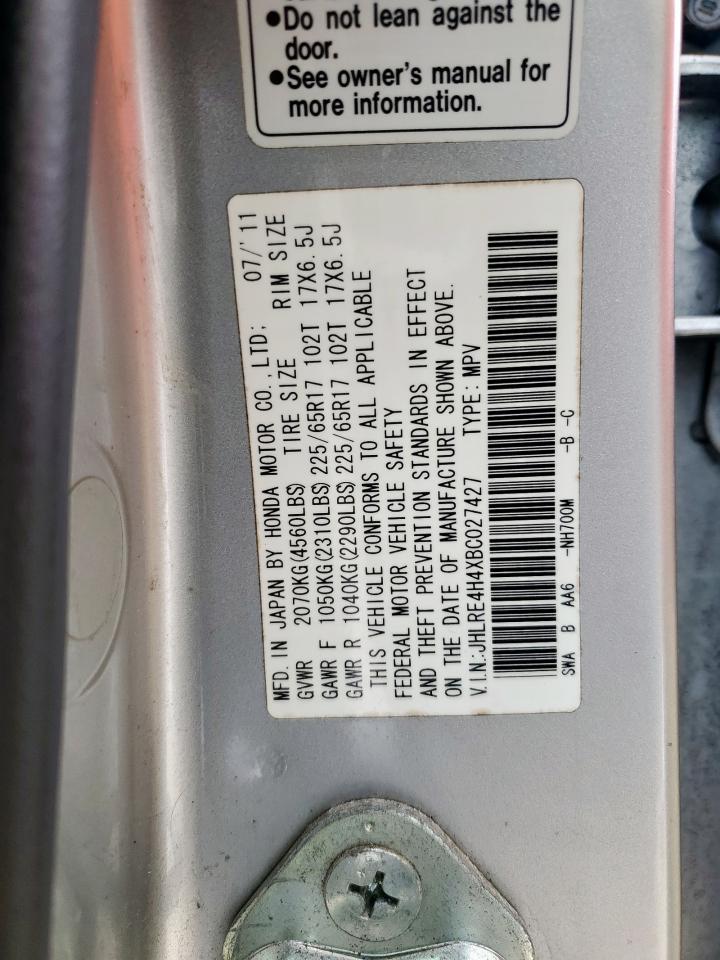 ●Do not lean against the
door.
●See owner's manual for
more information.
MFD. IN JAPAN BY HONDA MOTOR CO.,LTD; 07/'11
GVWR 2070KG(4560LBS) TIRE SIZE RIM SIZE
GAWR F 1050KG(2310LBS)225/65R17 102T 17X6.5J
GAWR R 1040KG(2290LBS)225/65R17 102T 17X6.5J
THIS VEHICLE CONFORMS TO ALL APPLICABLE
FEDERAL MOTOR VEHICLE SAFETY
AND THEFT PREVENTION STANDARDS IN EFFECT
ON THE DATE OF MANUFACTURE SHOWN ABOVE.
V.I.N.:JHLRE4H4XBC027427 TYPE: MPV
SWA B AA6 -NH700M -B -C